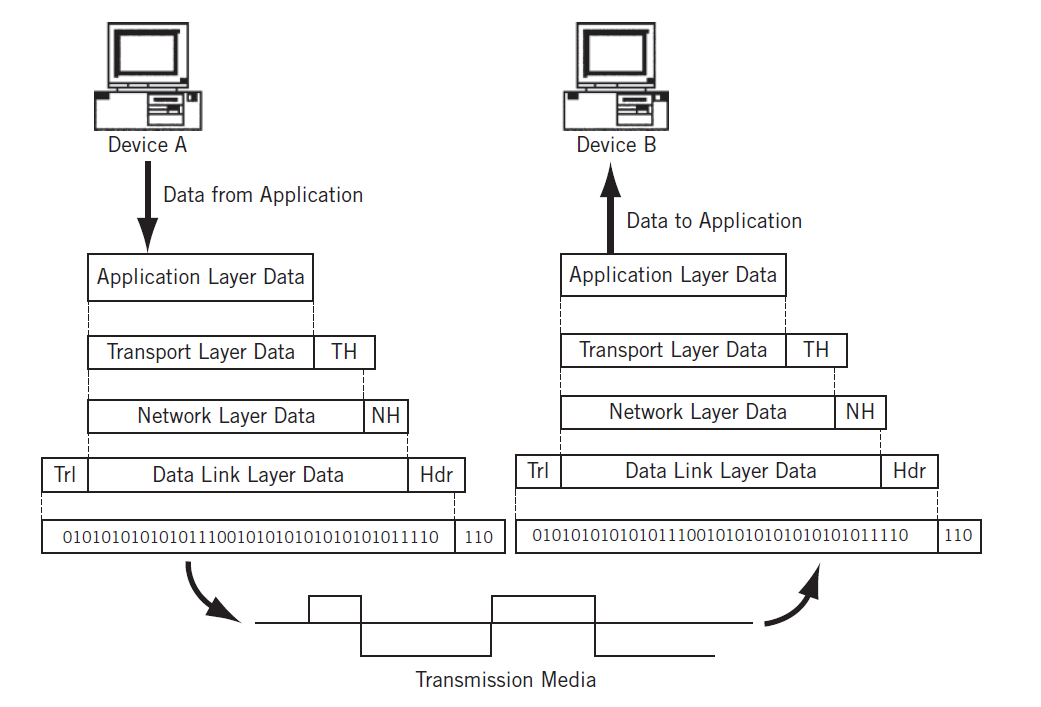 Device A
Data from Application
Application Layer Data
Transport Layer Data TH
Network Layer Data NH
Trl Data Link Layer Data Hdr
010101010101011100101010101010101011110 110
Device B
Data to Application
Application Layer Data
Transport Layer Data TH
Network Layer Data NH
Trl Data Link Layer Data Hdr
010101010101011100101010101010101011110 110
Transmission Media